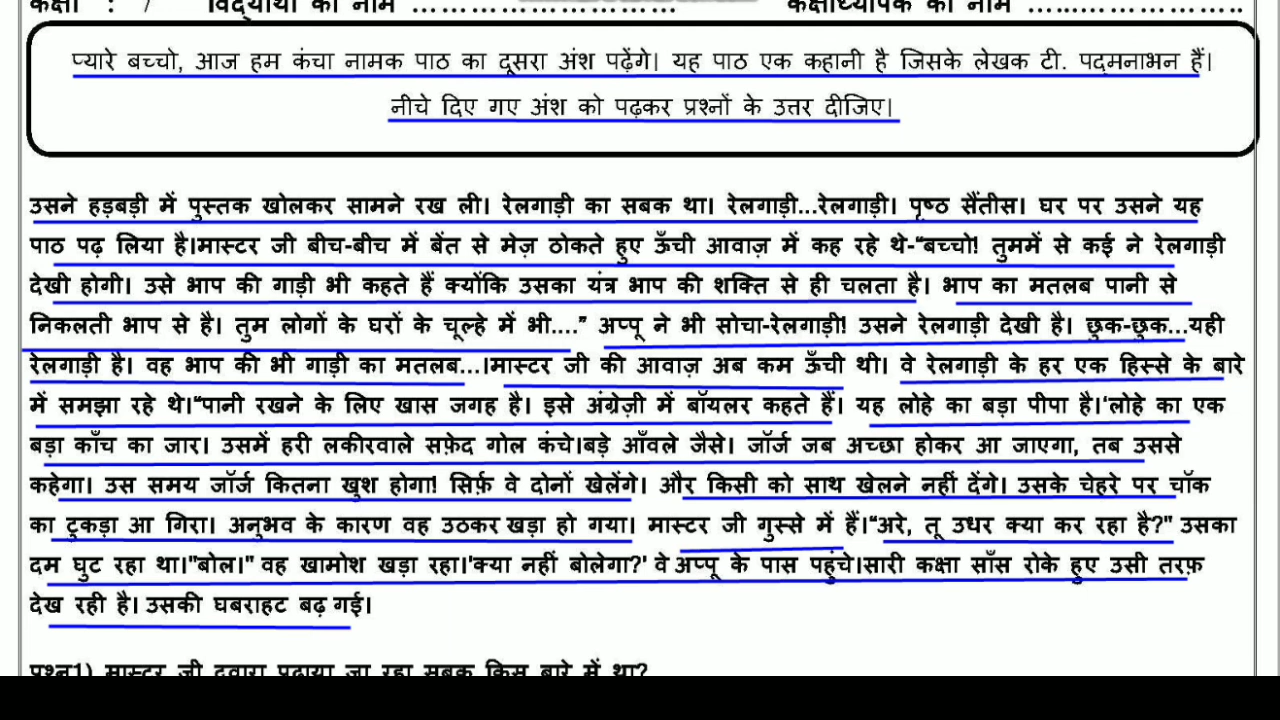 कक्षा : 7 विद्यार्थी का नाम ........................... कक्षाध्यापक का नाम ......................
प्यारे बच्चो, आज हम कंचा नामक पाठ का दूसरा अंश पढ़ेंगे। यह पाठ एक कहानी है जिसके लेखक टी. पद्मनाभन हैं।
नीचे दिए गए अंश को पढ़कर प्रश्नों के उत्तर दीजिए।
उसने हड़बड़ी में पुस्तक खोलकर सामने रख ली। रेलगाड़ी का सबक था। रेलगाड़ी...रेलगाड़ी। पृष्ठ सैंतीस। घर पर उसने यह
पाठ पढ़ लिया है।मास्टर जी बीच-बीच में बेंत से मेज़ ठोकते हुए ऊँची आवाज़ में कह रहे थे-“बच्चो! तुममें से कई ने रेलगाड़ी
देखी होगी। उसे भाप की गाड़ी भी कहते हैं क्योंकि उसका यंत्र भाप की शक्ति से ही चलता है। भाप का मतलब पानी से
निकलती भाप से है। तुम लोगों के घरों के चूल्हे में भी....” अप्पू ने भी सोचा-रेलगाड़ी! उसने रेलगाड़ी देखी है। छुक-छुक...यही
रेलगाड़ी है। वह भाप की भी गाड़ी का मतलब...।मास्टर जी की आवाज़ अब कम ऊँची थी। वे रेलगाड़ी के हर एक हिस्से के बारे
में समझा रहे थे।“पानी रखने के लिए खास जगह है। इसे अंग्रेज़ी में बॉयलर कहते हैं। यह लोहे का बड़ा पीपा है।‘लोहे का एक
बड़ा काँच का जार। उसमें हरी लकीरवाले सफ़ेद गोल कंचे।बड़े आँवले जैसे। जॉर्ज जब अच्छा होकर आ जाएगा, तब उससे
कहेगा। उस समय जॉर्ज कितना खुश होगा! सिर्फ़ वे दोनों खेलेंगे। और किसी को साथ खेलने नहीं देंगे। उसके चेहरे पर चॉक
का टुकड़ा आ गिरा। अनुभव के कारण वह उठकर खड़ा हो गया। मास्टर जी गुस्से में हैं।“अरे, तू उधर क्या कर रहा है?" उसका
दम घुट रहा था।"बोल।" वह खामोश खड़ा रहा।'क्या नहीं बोलेगा?' वे अप्पू के पास पहुंचे।सारी कक्षा साँस रोके हुए उसी तरफ़
देख रही है। उसकी घबराहट बढ़ गई।
प्रश्न1) मास्टर जी द्वारा पढ़ाया जा रहा सबक किस बारे में था?